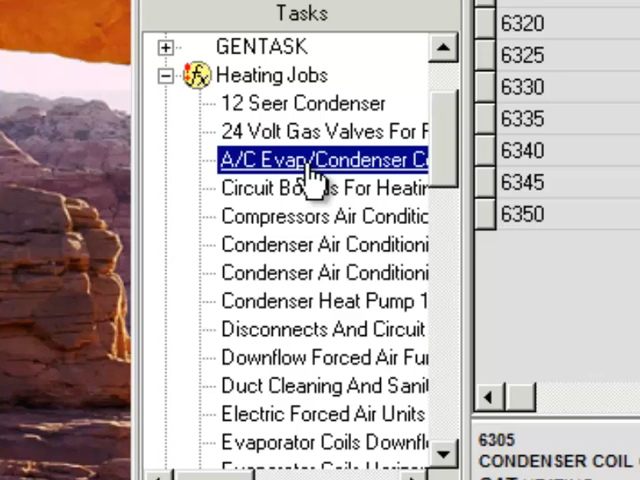 Tasks
GENTASK
Heating Jobs
12 Seer Condenser
24 Volt Gas Valves For F
A/C Evap/Condenser C
Circuit Bo s For Heatin
Compressors Air Conditic
Condenser Air Conditioni
Condenser Air Conditioni
Condenser Heat Pump 1
Disconnects And Circuit
Downflow Forced Air Fur
Duct Cleaning And Sanit
Electric Forced Air Units
Evaporator Coils Downfl
6320
6325
6330
6335
6340
6345
6350
6305
CONDENSER COIL